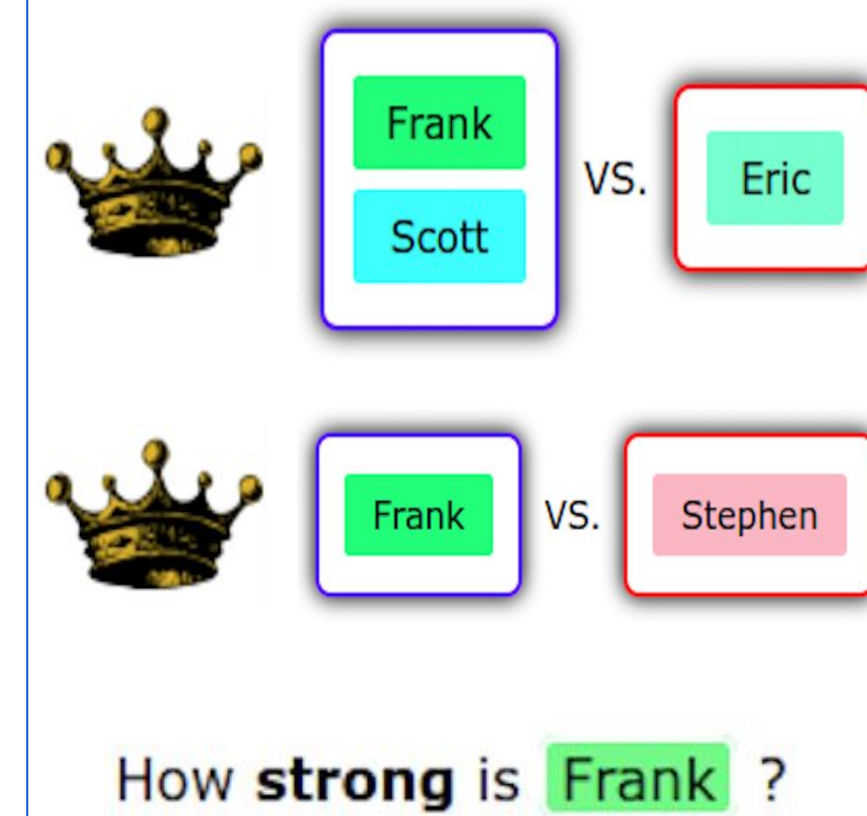 Frank
Scott
VS.
Eric
Frank
VS.
Stephen
How strong is Frank ?